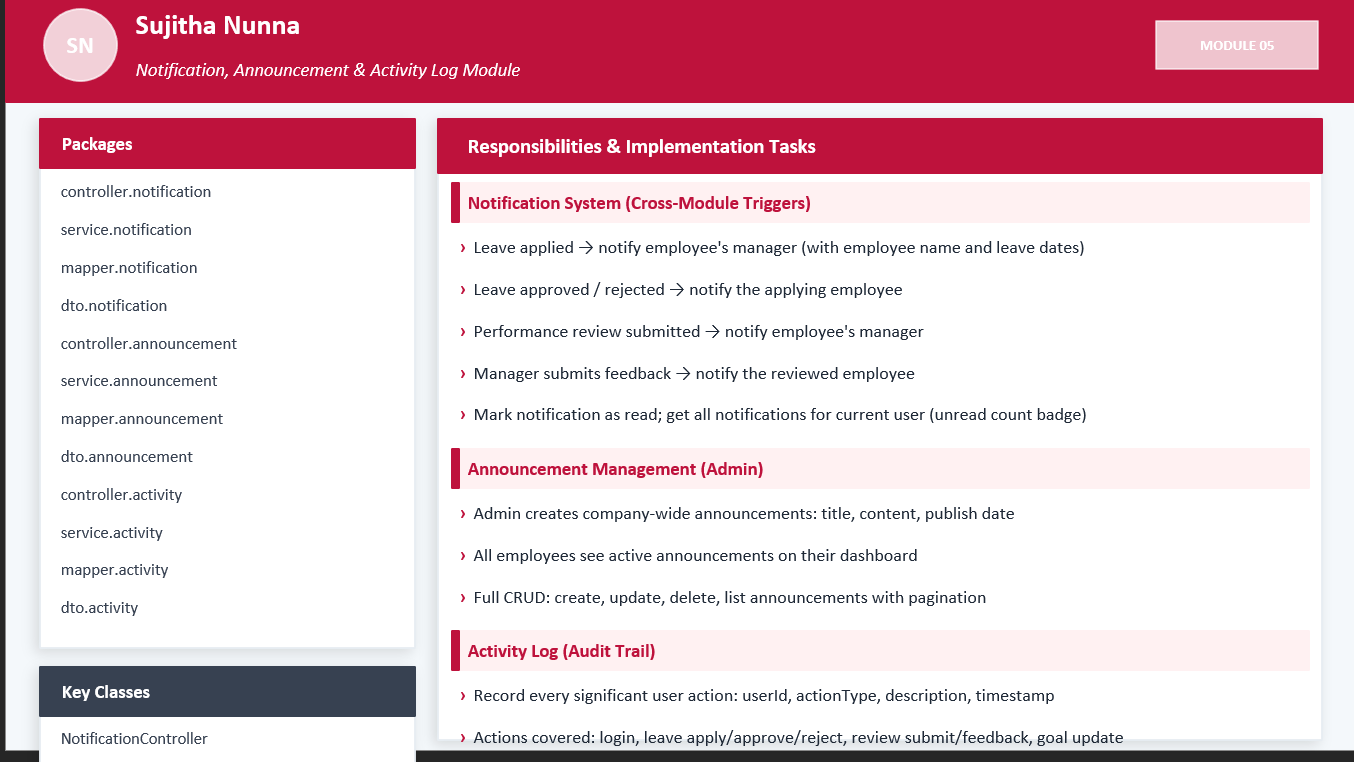 SN
Sujitha Nunna
Notification, Announcement & Activity Log Module
MODULE 05
Packages
controller.notification
service.notification
mapper.notification
dto.notification
controller.announcement
service.announcement
mapper.announcement
dto.announcement
controller.activity
service.activity
mapper.activity
dto.activity
Key Classes
NotificationController
Responsibilities & Implementation Tasks
Notification System (Cross-Module Triggers)
› Leave applied → notify employee's manager (with employee name and leave dates)
› Leave approved / rejected → notify the applying employee
› Performance review submitted → notify employee's manager
› Manager submits feedback → notify the reviewed employee
› Mark notification as read; get all notifications for current user (unread count badge)
Announcement Management (Admin)
› Admin creates company-wide announcements: title, content, publish date
› All employees see active announcements on their dashboard
› Full CRUD: create, update, delete, list announcements with pagination
Activity Log (Audit Trail)
› Record every significant user action: userId, actionType, description, timestamp
› Actions covered: login, leave apply/approve/reject, review submit/feedback, goal update